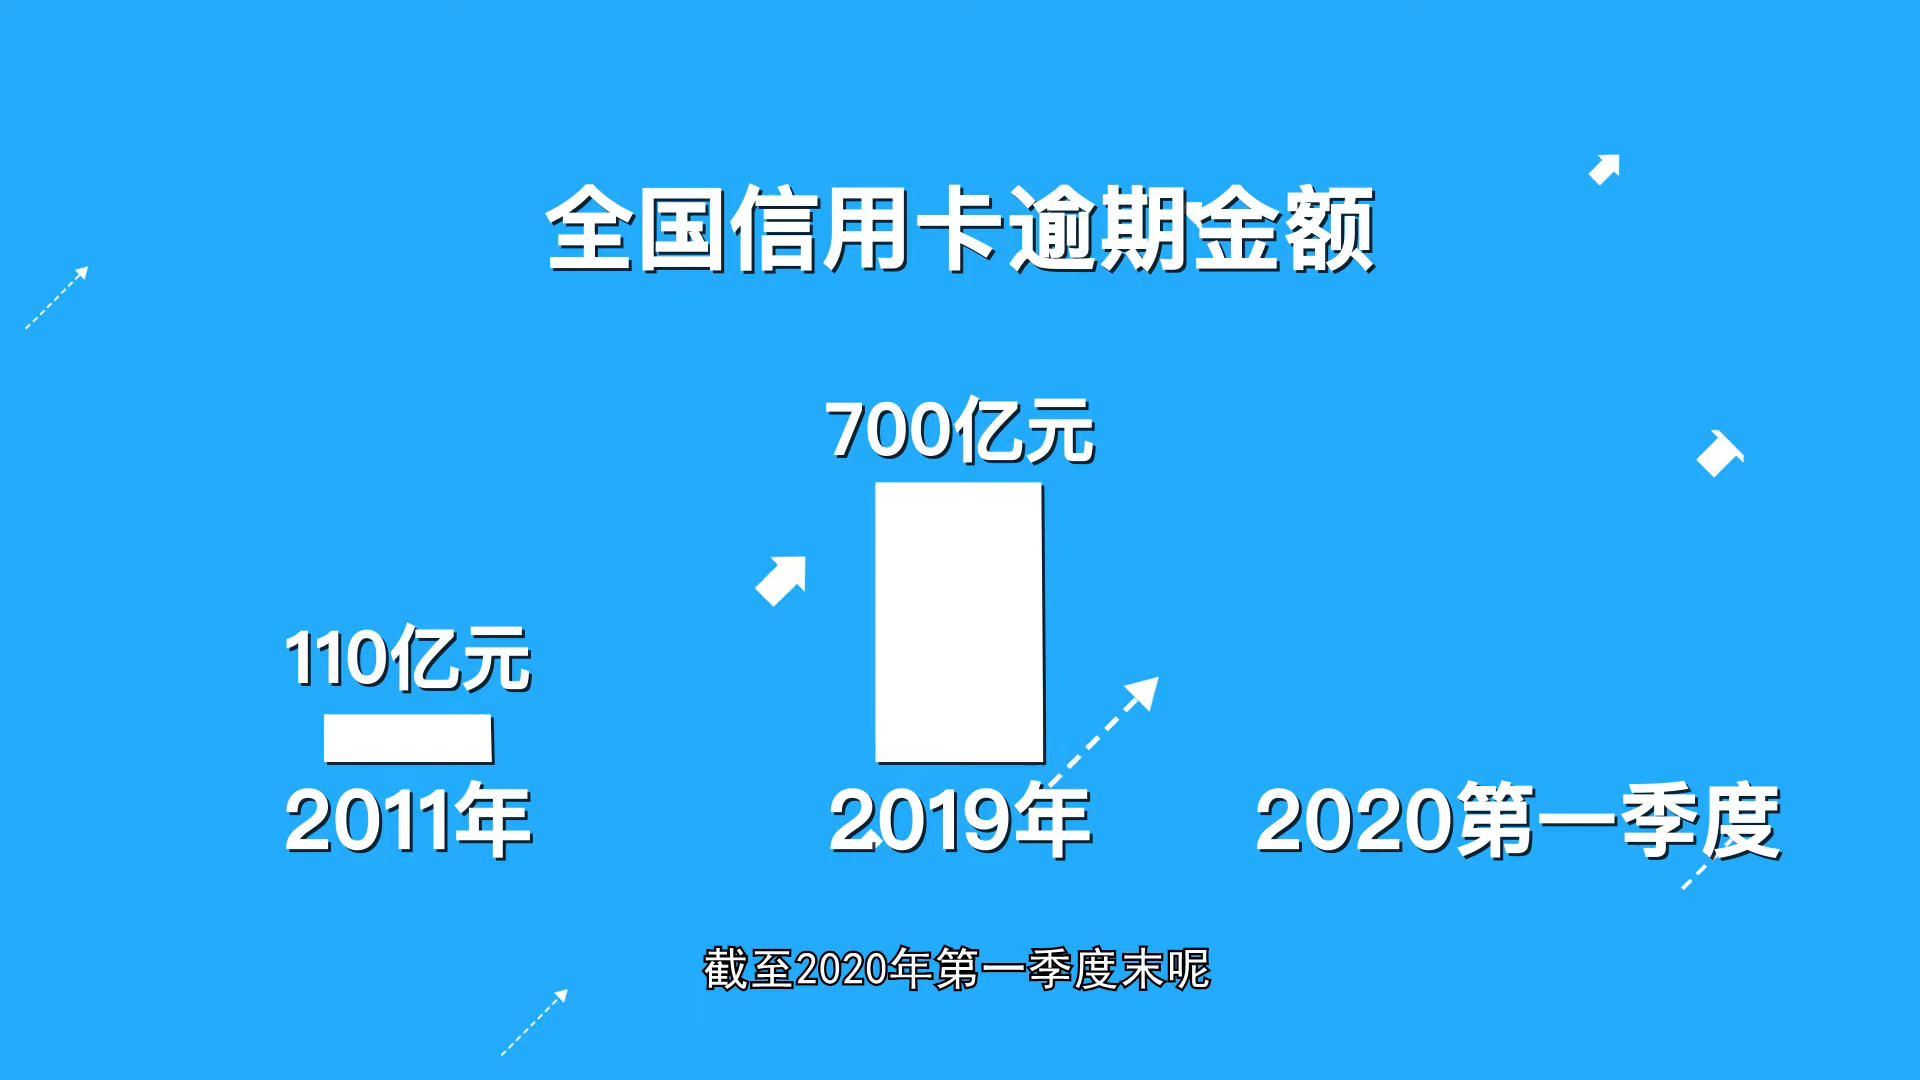 全国信用卡逾期金额
700亿元
110亿元
2011年
2019年
2020第一季度
截至2020年第一季度末呢